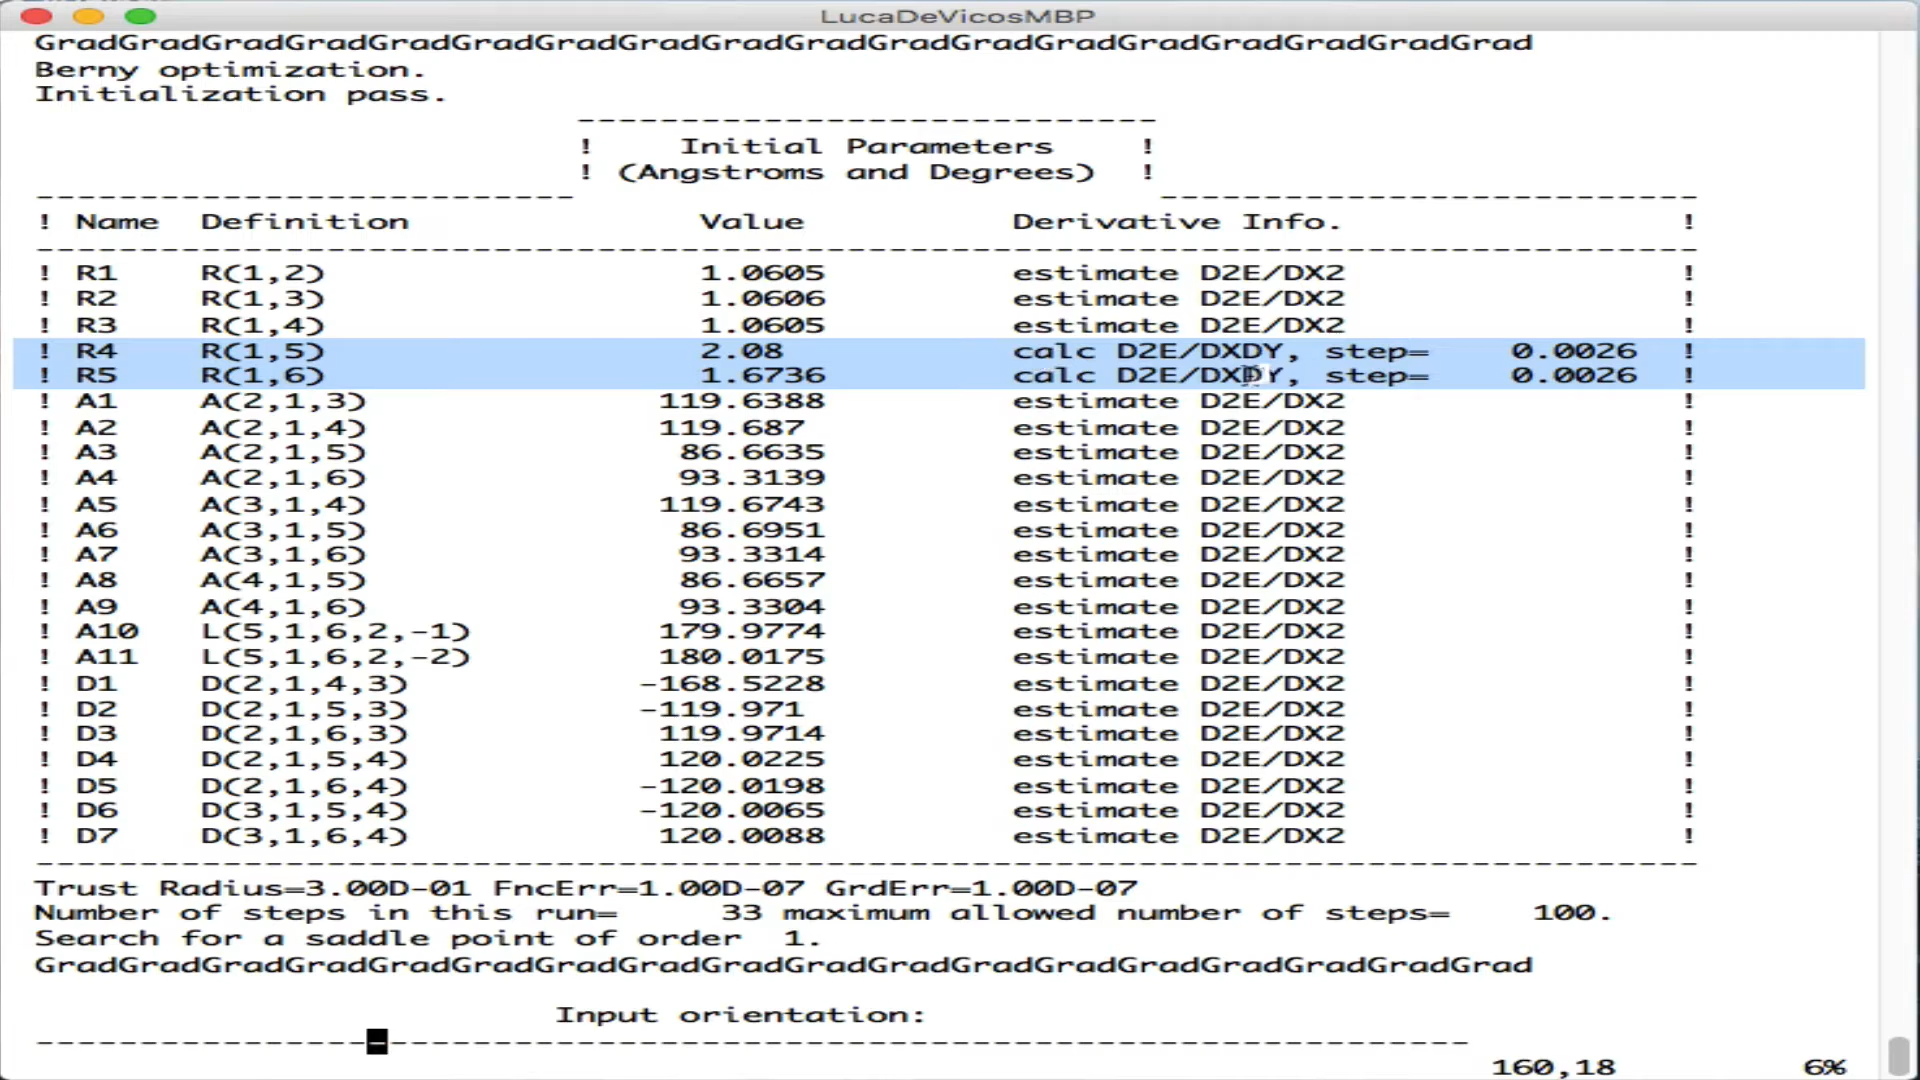 LucaDeVicosMBP
GradGradGradGradGradGradGradGradGradGradGradGradGradGradGradGradGradGrad
Berny optimization.
Initialization pass.
----------------------------
! Initial Parameters !
! (Angstroms and Degrees) !
-------------------------- --------------------------
! Name Definition Value Derivative Info. !
--------------------------------------------------------------------------------
! R1 R(1,2) 1.0605 estimate D2E/DX2 !
! R2 R(1,3) 1.0606 estimate D2E/DX2 !
! R3 R(1,4) 1.0605 estimate D2E/DX2 !
! R4 R(1,5) 2.08 calc D2E/DXDY, step= 0.0026 !
! R5 R(1,6) 1.6736 calc D2E/DXDY, step= 0.0026 !
! A1 A(2,1,3) 119.6388 estimate D2E/DX2 !
! A2 A(2,1,4) 119.687 estimate D2E/DX2 !
! A3 A(2,1,5) 86.6635 estimate D2E/DX2 !
! A4 A(2,1,6) 93.3139 estimate D2E/DX2 !
! A5 A(3,1,4) 119.6743 estimate D2E/DX2 !
! A6 A(3,1,5) 86.6951 estimate D2E/DX2 !
! A7 A(3,1,6) 93.3314 estimate D2E/DX2 !
! A8 A(4,1,5) 86.6657 estimate D2E/DX2 !
! A9 A(4,1,6) 93.3304 estimate D2E/DX2 !
! A10 L(5,1,6,2,-1) 179.9774 estimate D2E/DX2 !
! A11 L(5,1,6,2,-2) 180.0175 estimate D2E/DX2 !
! D1 D(2,1,4,3) -168.5228 estimate D2E/DX2 !
! D2 D(2,1,5,3) -119.971 estimate D2E/DX2 !
! D3 D(2,1,6,3) 119.9714 estimate D2E/DX2 !
! D4 D(2,1,5,4) 120.0225 estimate D2E/DX2 !
! D5 D(2,1,6,4) -120.0198 estimate D2E/DX2 !
! D6 D(3,1,5,4) -120.0065 estimate D2E/DX2 !
! D7 D(3,1,6,4) 120.0088 estimate D2E/DX2 !
--------------------------------------------------------------------------------
Trust Radius=3.00D-01 FncErr=1.00D-07 GrdErr=1.00D-07
Number of steps in this run= 33 maximum allowed number of steps= 100.
Search for a saddle point of order 1.
GradGradGradGradGradGradGradGradGradGradGradGradGradGradGradGradGradGrad
Input orientation:
---------------------------------------------------------------------
160,18 6%